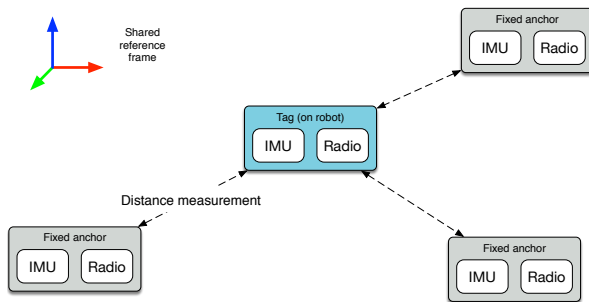 Shared
reference
frame
Fixed anchor
IMU Radio
Tag (on robot)
IMU Radio
Distance measurement
Fixed anchor
IMU Radio
Fixed anchor
IMU Radio